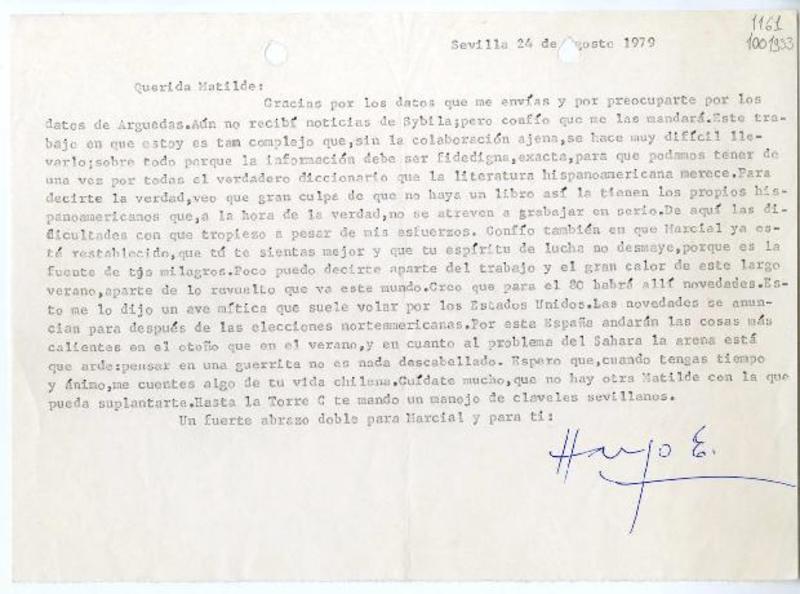 1161
1001933
Sevilla 24 de gosto 1979
Querida Matilde:
Gracias por los datos que me envías y por preocuparte por los
datos de Arguedas.Aún no recibí noticias de Sybila;pero confío que me las mandará.Este tra-
bajo en que estoy es tan complejo que,sin la colaboración ajena,se hace muy difícil lle-
varlo;sobre todo porque la información debe ser fidedigna,exacta,para que podamos tener de
una vez por todas el verdadero diccionario que la literatura hispanoamericana merece.Para
decirte la verdad,veo que gran culpa de que no haya un libro así la tienen los propios his-
panoamericanos que,a la hora de la verdad,no se atreven a grabajar en serio.De aquí las di-
ficultades con que tropiezo a pesar de mis esfuerzos. Confío también en que Marcial ya es-
té restablecido,que tú te sientas mejor y que tu espíritu de lucha no desmaye,porque es la
fuente de tjs milagros.Poco puedo decirte aparte del trabajo y el gran calor de este largo
verano,aparte de lo revuelto que va este mundo.Creo que para el 80 habrá allí novedades.Es-
to me lo dijo un ave mítica que suele volar por los Estados Unidos.Las novedades se anun-
cian para después de las elecciones norteamericanas.Por esta España andarán las cosas más
calientes en el otoño que en el verano,y en cuanto al problema del Sahara la arena está
que arde:pensar en una guerrita no es nada descabellado. Espero que,cuando tengas tiempo
y ánimo,me cuentes algo de tu vida chilena.Cuídate mucho,que no hay otra Matilde con la que
pueda suplantarte.Hasta la Torre C te mando un manojo de claveles sevillanos.
Un fuerte abrazo doble para Marcial y para ti: